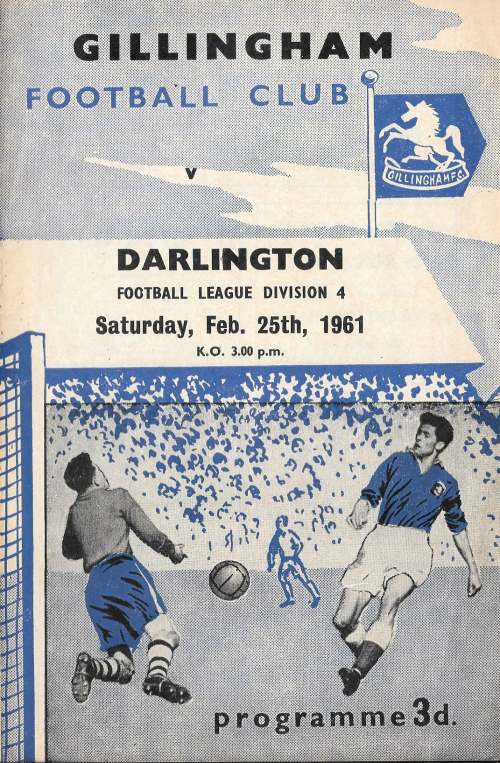 GILLINGHAM
FOOTBALL CLUB
GILLINGHAM F.C.
v
DARLINGTON
FOOTBALL LEAGUE DIVISION 4
Saturday, Feb. 25th, 1961
K.O. 3.00 p.m.
programme 3d.